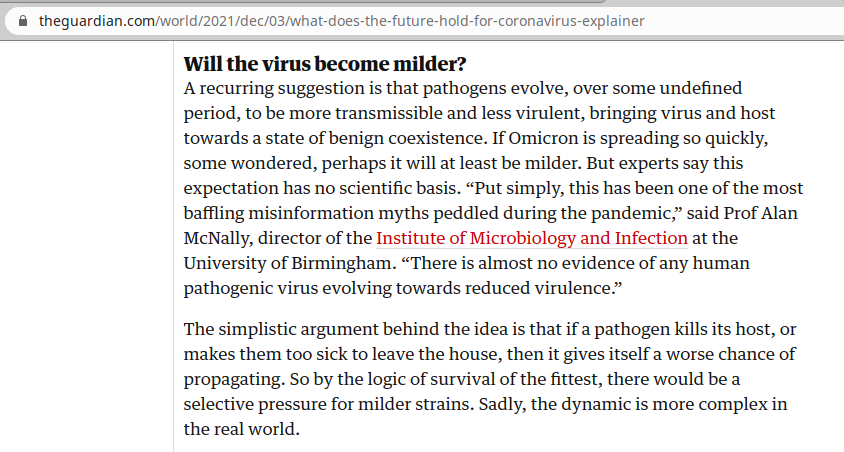 theguardian.com/world/2021/dec/03/what-does-the-future-hold-for-coronavirus-explainer
Will the virus become milder?
A recurring suggestion is that pathogens evolve, over some undefined
period, to be more transmissible and less virulent, bringing virus and host
towards a state of benign coexistence. If Omicron is spreading so quickly,
some wondered, perhaps it will at least be milder. But experts say this
expectation has no scientific basis. “Put simply, this has been one of the most
baffling misinformation myths peddled during the pandemic,” said Prof Alan
McNally, director of the Institute of Microbiology and Infection at the
University of Birmingham. “There is almost no evidence of any human
pathogenic virus evolving towards reduced virulence.”
The simplistic argument behind the idea is that if a pathogen kills its host, or
makes them too sick to leave the house, then it gives itself a worse chance of
propagating. So by the logic of survival of the fittest, there would be a
selective pressure for milder strains. Sadly, the dynamic is more complex in
the real world.